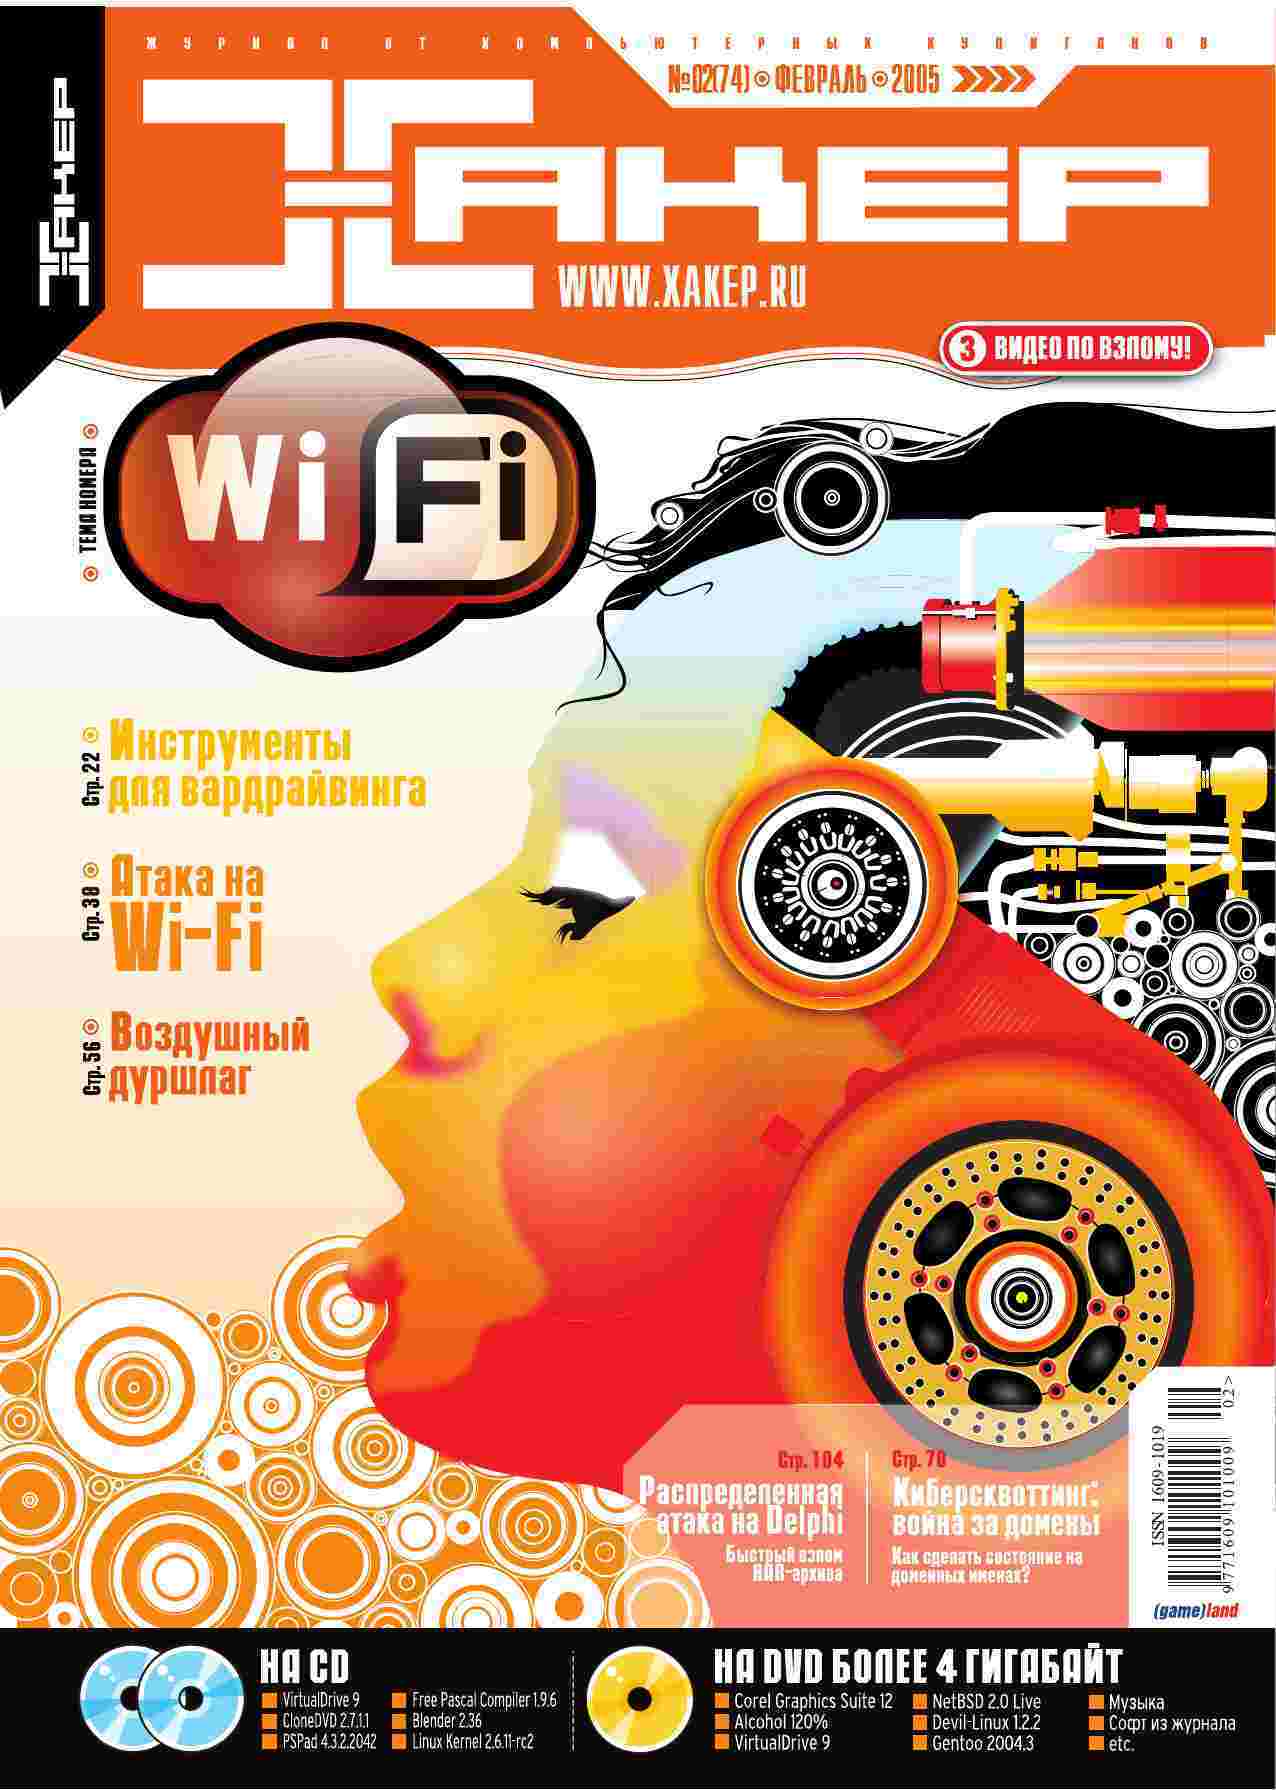 ЖУРНАЛ ОТ КОМПЬЮТЕРНЫХ ХУЛИГАНОВ
№02(74) ФЕВРАЛЬ 2005
ХАКЕР
ХАКЕР
WWW.XAKEP.RU
3 ВИДЕО ПО ВЗЛОМУ!
ТЕМА НОМЕРА
Wi Fi
Стр. 22
Инструменты
для вардрайвинга
Стр. 38
Атака на
Wi-Fi
Стр. 56
Воздушный
дуршлаг
Стр. 104
Распределенная
атака на Delphi
Быстрый взлом
RAR-архива
Стр. 70
Киберсквоттинг:
война за домены
Как сделать состояние на
доменных именах?
ISSN 1609-1019
9 771609 101009
02 >
(game)land
НА CD
VirtualDrive 9
CloneDVD 2.7.1.1
PSPad 4.3.2.2042
Free Pascal Compiler 1.9.6
Blender 2.36
Linux Kernel 2.6.11-rc2
НА DVD БОЛЕЕ 4 ГИГАБАЙТ
Corel Graphics Suite 12
Alcohol 120%
VirtualDrive 9
NetBSD 2.0 Live
Devil-Linux 1.2.2
Gentoo 2004.3
Музыка
Софт из журнала
etc.